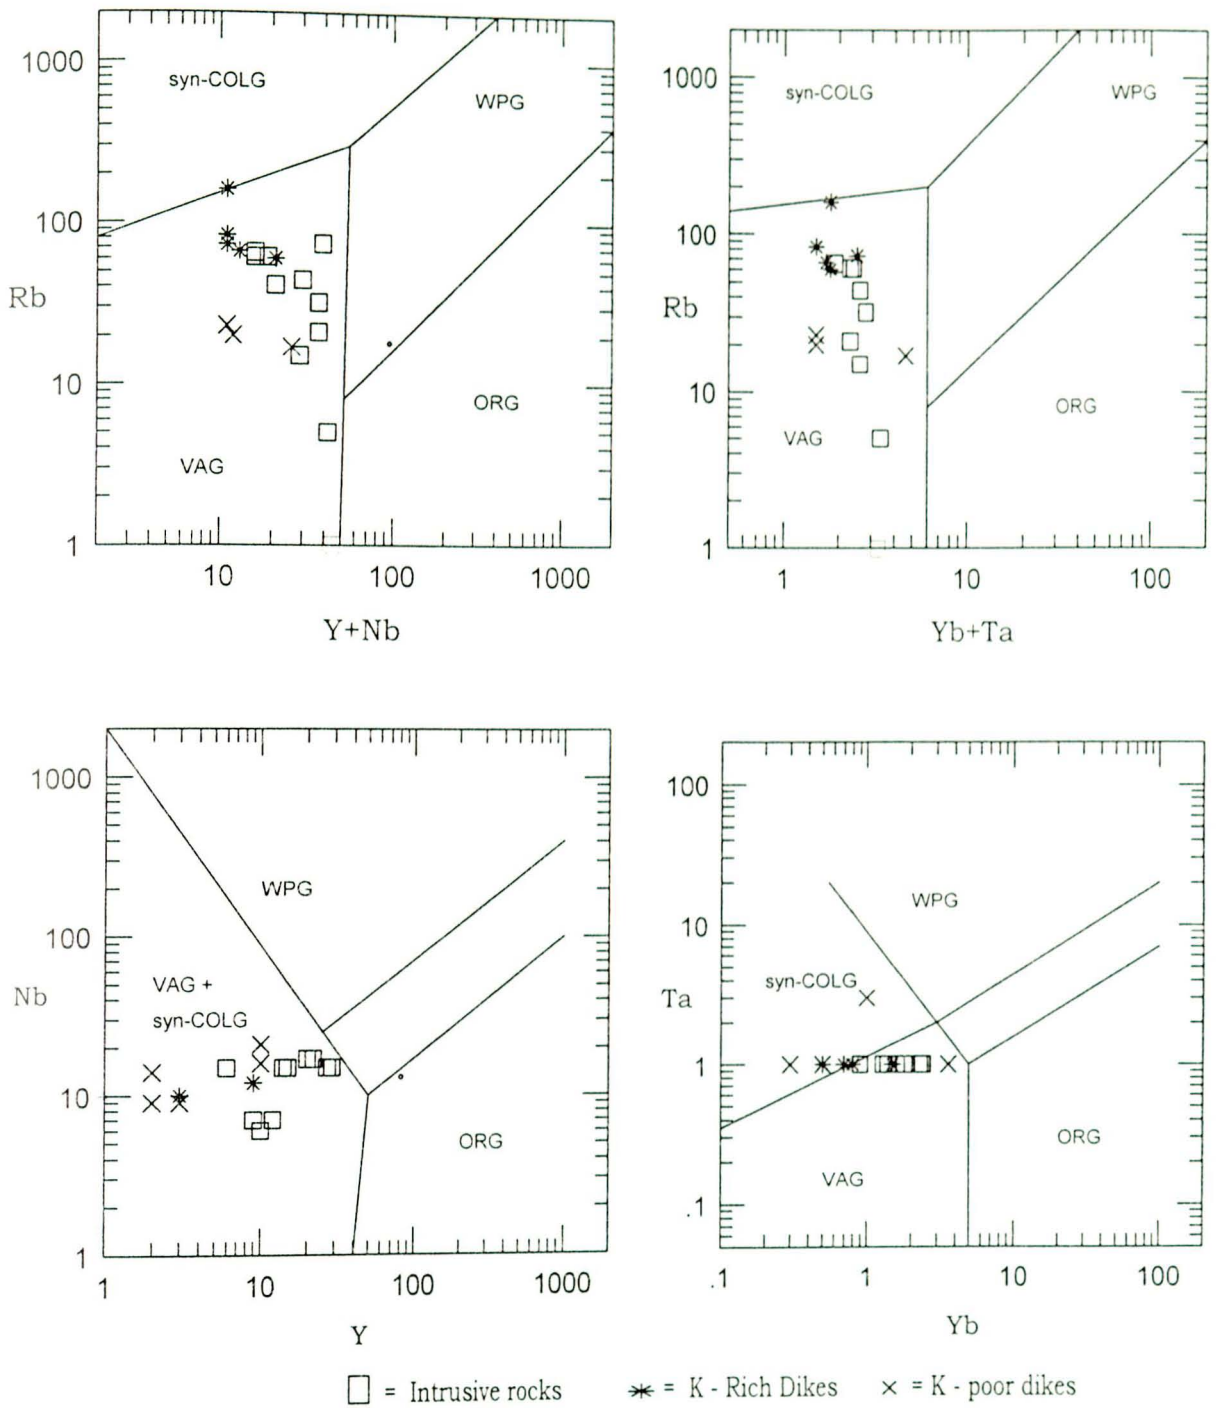 1000
100
10
1
Rb
syn-COLG
WPG
ORG
VAG
10 100 1000
Y+Nb
1000
100
10
1
Rb
syn-COLG
WPG
ORG
VAG
1 10 100
Yb+Ta
1000
100
10
1
Nb
WPG
VAG +
syn-COLG
ORG
1 10 100 1000
Y
100
10
1
.1
Ta
WPG
syn-COLG
ORG
VAG
.1 1 10 100
Yb
= Intrusive rocks = K - Rich Dikes = K - poor dikes